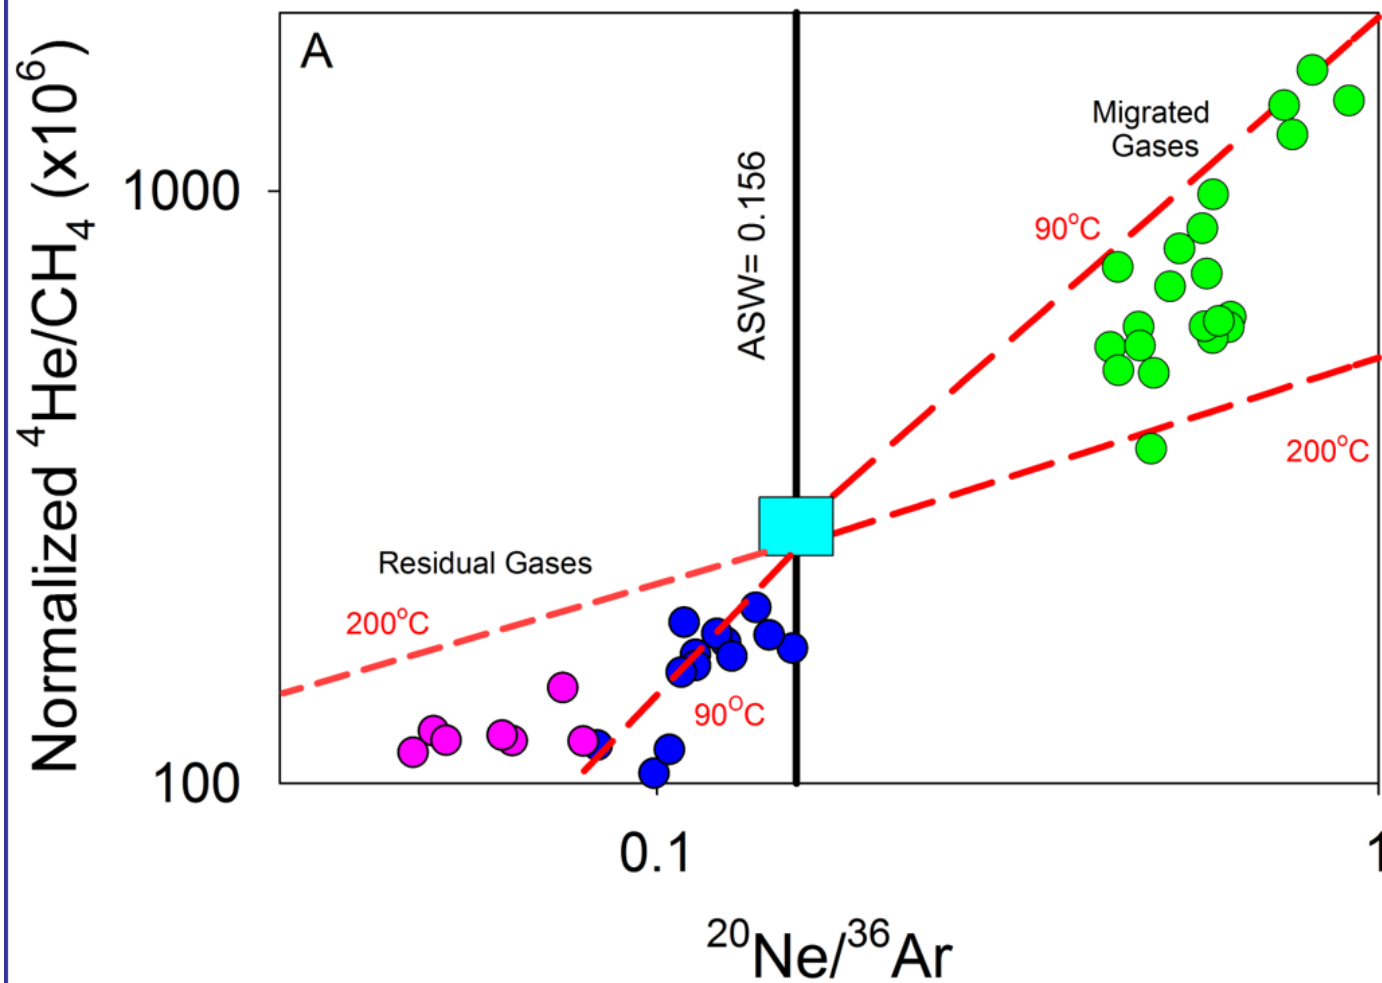 A
Normalized ⁴He/CH₄ (x10⁶)
1000
100
ASW= 0.156
Migrated
Gases
90°C
200°C
Residual Gases
200°C
90°C
0.1
1
²⁰Ne/³⁶Ar